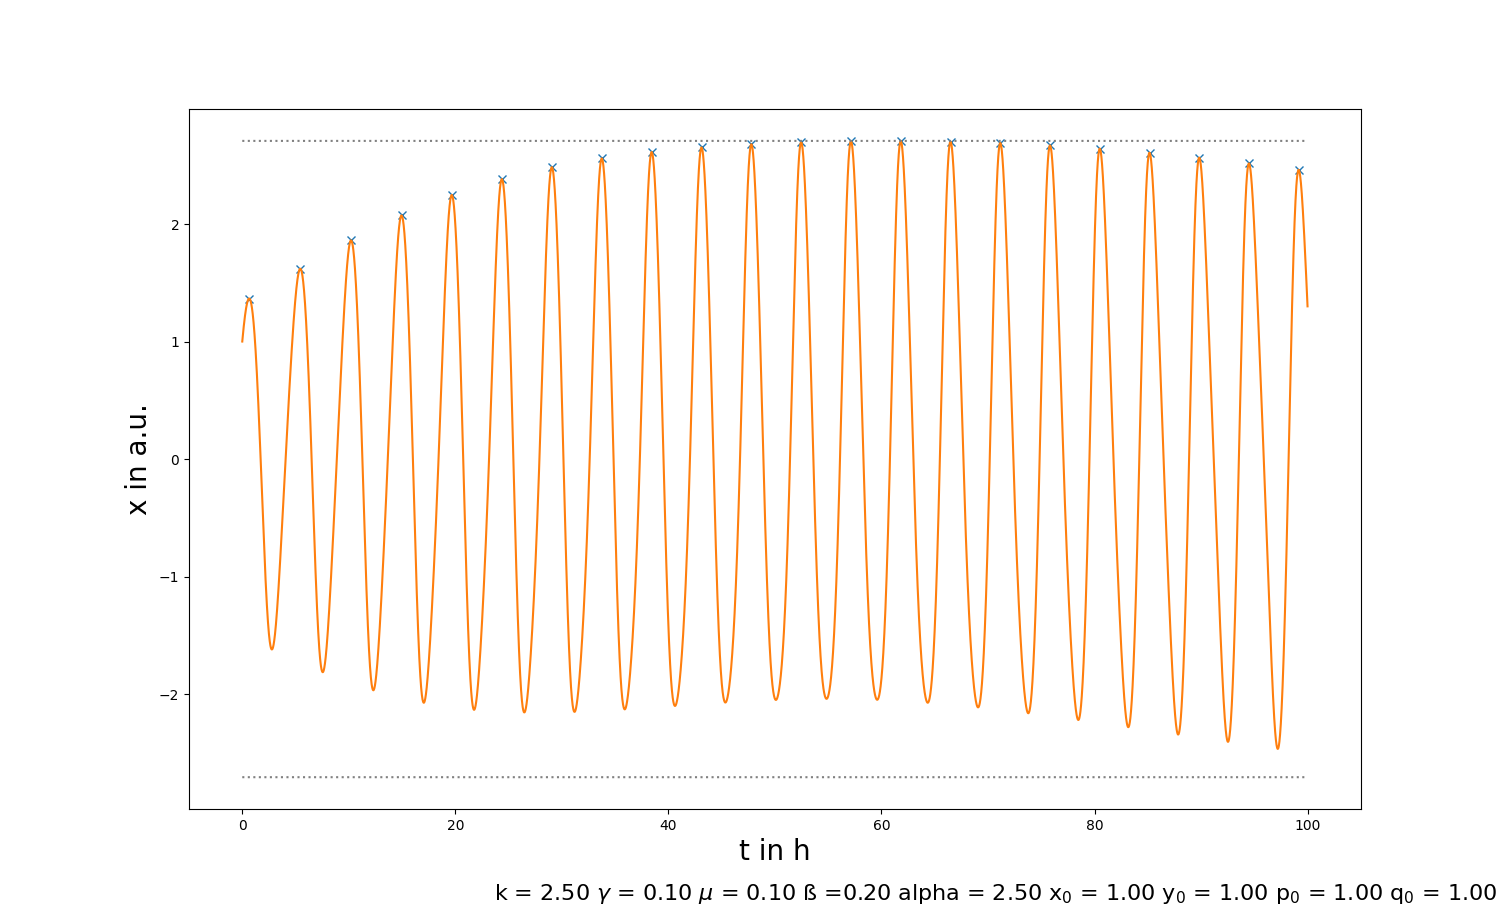 2
1
0
−1
−2
x in a.u.
0 20 40 60 80 100
t in h
k = 2.50 γ = 0.10 μ = 0.10 ß =0.20 alpha = 2.50 x₀ = 1.00 y₀ = 1.00 p₀ = 1.00 q₀ = 1.00